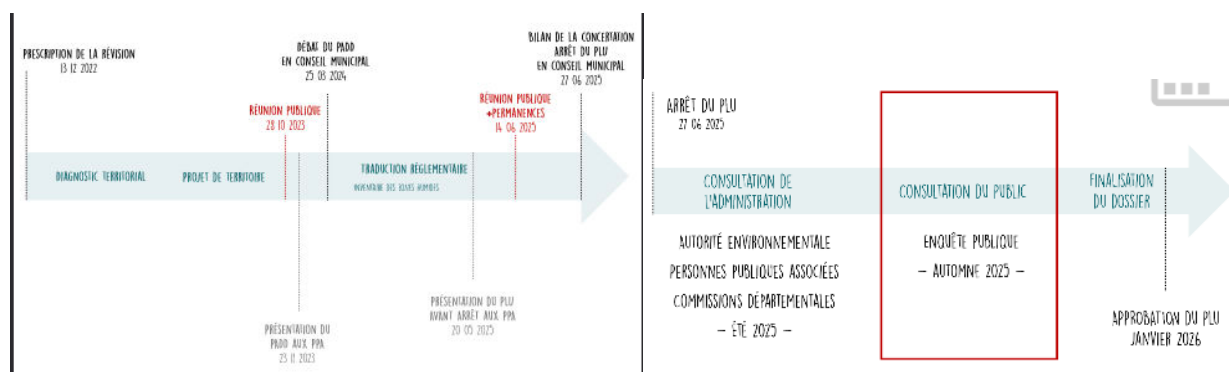 PRESCRIPTION DE LA RÉVISION
13 12 2022
DÉBAT DU PADD
EN CONSEIL MUNICIPAL
25 03 2024
BILAN DE LA CONCERTATION
ARRÊT DU PLU
EN CONSEIL MUNICIPAL
27 06 2025
RÉUNION PUBLIQUE
28 10 2023
RÉUNION PUBLIQUE
+PERMANENCES
14 06 2025
DIAGNOSTIC TERRITORIAL
PROJET DE TERRITOIRE
TRADUCTION RÉGLEMENTAIRE
INVENTAIRE DES ZONES HUMIDES
PRÉSENTATION DU
PADD AUX PPA
23 11 2023
PRÉSENTATION DU PLU
AVANT ARRÊT AUX PPA
20 05 2025
ARRÊT DU PLU
27 06 2025
CONSULTATION DE
L'ADMINISTRATION
CONSULTATION DU PUBLIC
FINALISATION
DU DOSSIER
AUTORITÉ ENVIRONNEMENTALE
PERSONNES PUBLIQUES ASSOCIÉES
COMMISSIONS DÉPARTEMENTALES
– ÉTÉ 2025 –
ENQUÊTE PUBLIQUE
– AUTOMNE 2025 –
APPROBATION DU PLU
JANVIER 2026